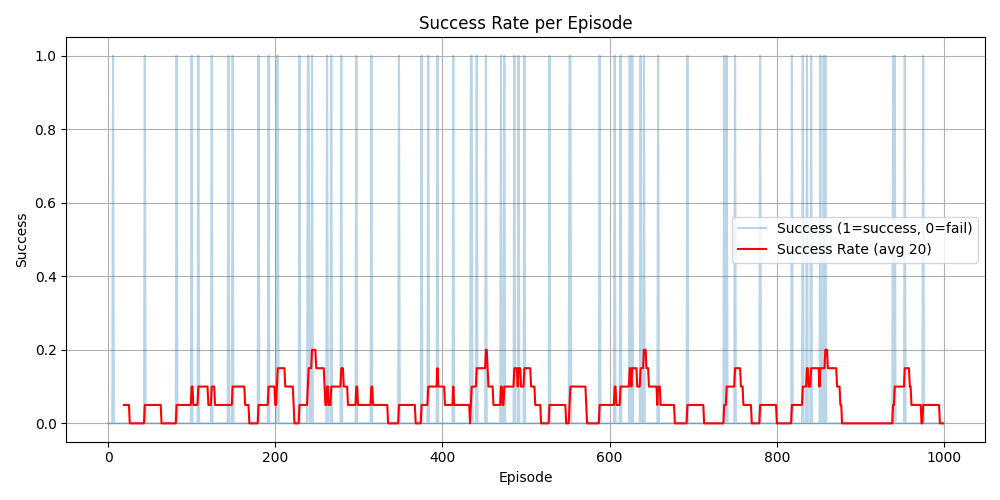 Success Rate per Episode
Success
1.0
0.8
0.6
0.4
0.2
0.0
Success (1=success, 0=fail)
Success Rate (avg 20)
0
200
400
600
800
1000
Episode